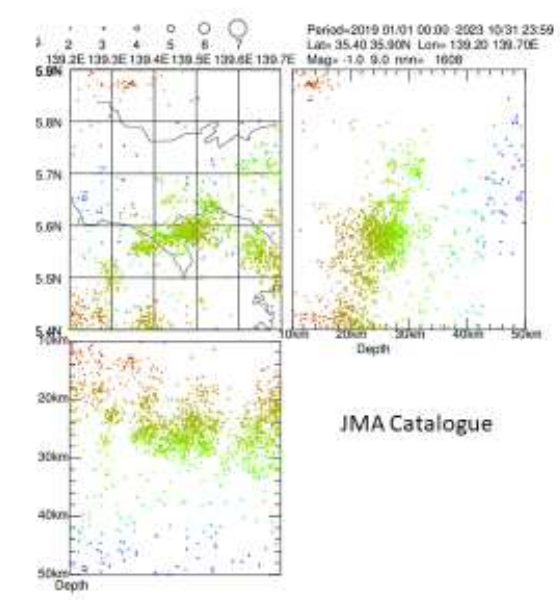 Period=2019 01/01 00:00 2023 10/31 23:59
Lat= 35.40 35.90N Lon= 139.20 139.70E
Mag= -1.0 9.0 nnn= 1608
2 3 4 5 6 7
139.2E 139.3E 139.4E 139.5E 139.6E 139.7E
5.9N
5.8N
5.7N
5.6N
5.5N
5.4N
10km 20km 30km 40km 50km
Depth
10km
20km
30km
40km
50km
Depth
JMA Catalogue